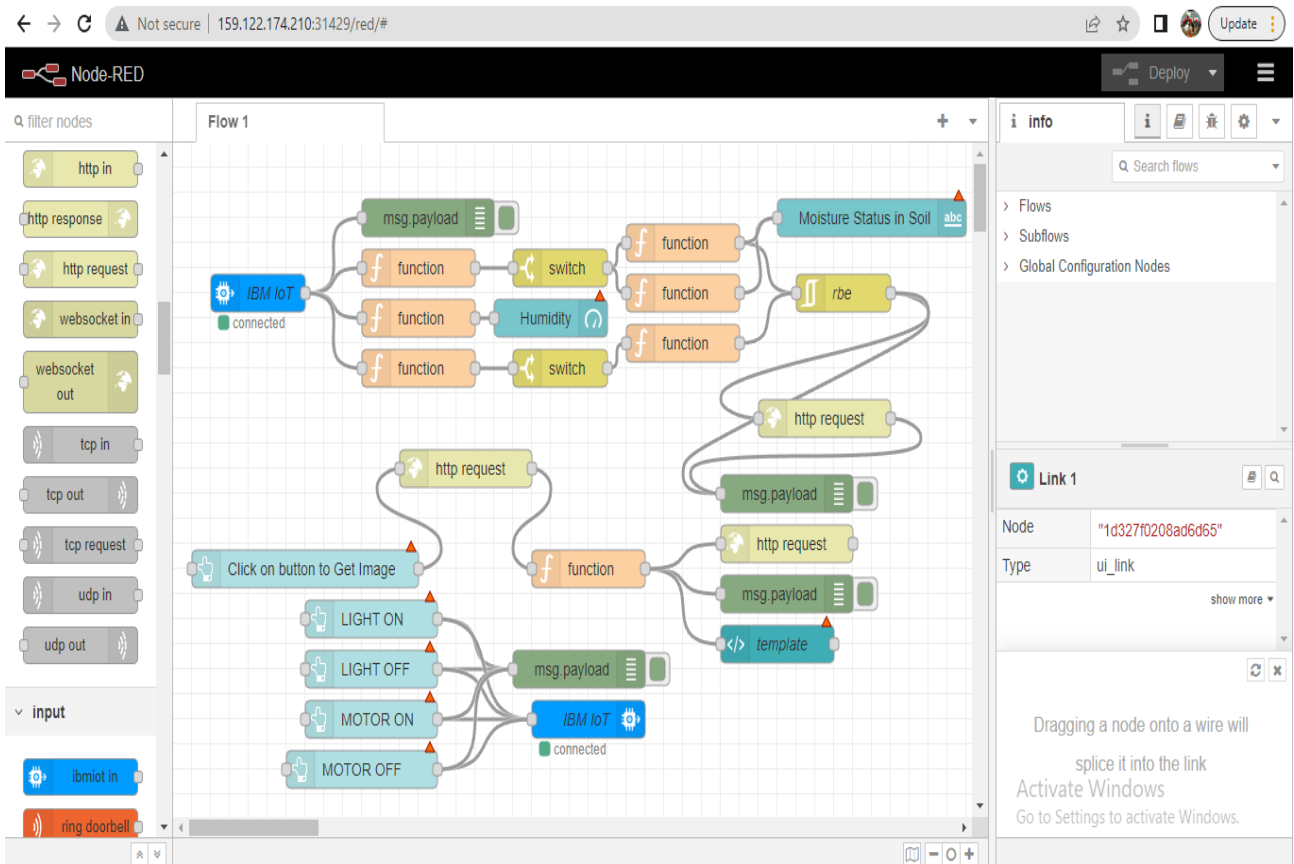 Not secure
159.122.174.210:31429/red/#
Update
Node-RED
Deploy
filter nodes
http in
http response
http request
websocket in
websocket
out
tcp in
tcp out
tcp request
udp in
udp out
input
ibmiot in
ring doorbell
Flow 1
msg.payload
function
switch
function
Moisture Status in Soil
abc
function
rbe
IBM IoT
connected
function
Humidity
function
function
switch
http request
http request
msg.payload
http request
Click on button to Get Image
function
msg.payload
template
LIGHT ON
LIGHT OFF
msg.payload
MOTOR ON
IBM IoT
connected
MOTOR OFF
i info
i
Search flows
Flows
Subflows
Global Configuration Nodes
Link 1
Node "1d327f0208ad6d65"
Type ui_link
show more
Dragging a node onto a wire will
splice it into the link
Activate Windows
Go to Settings to activate Windows.